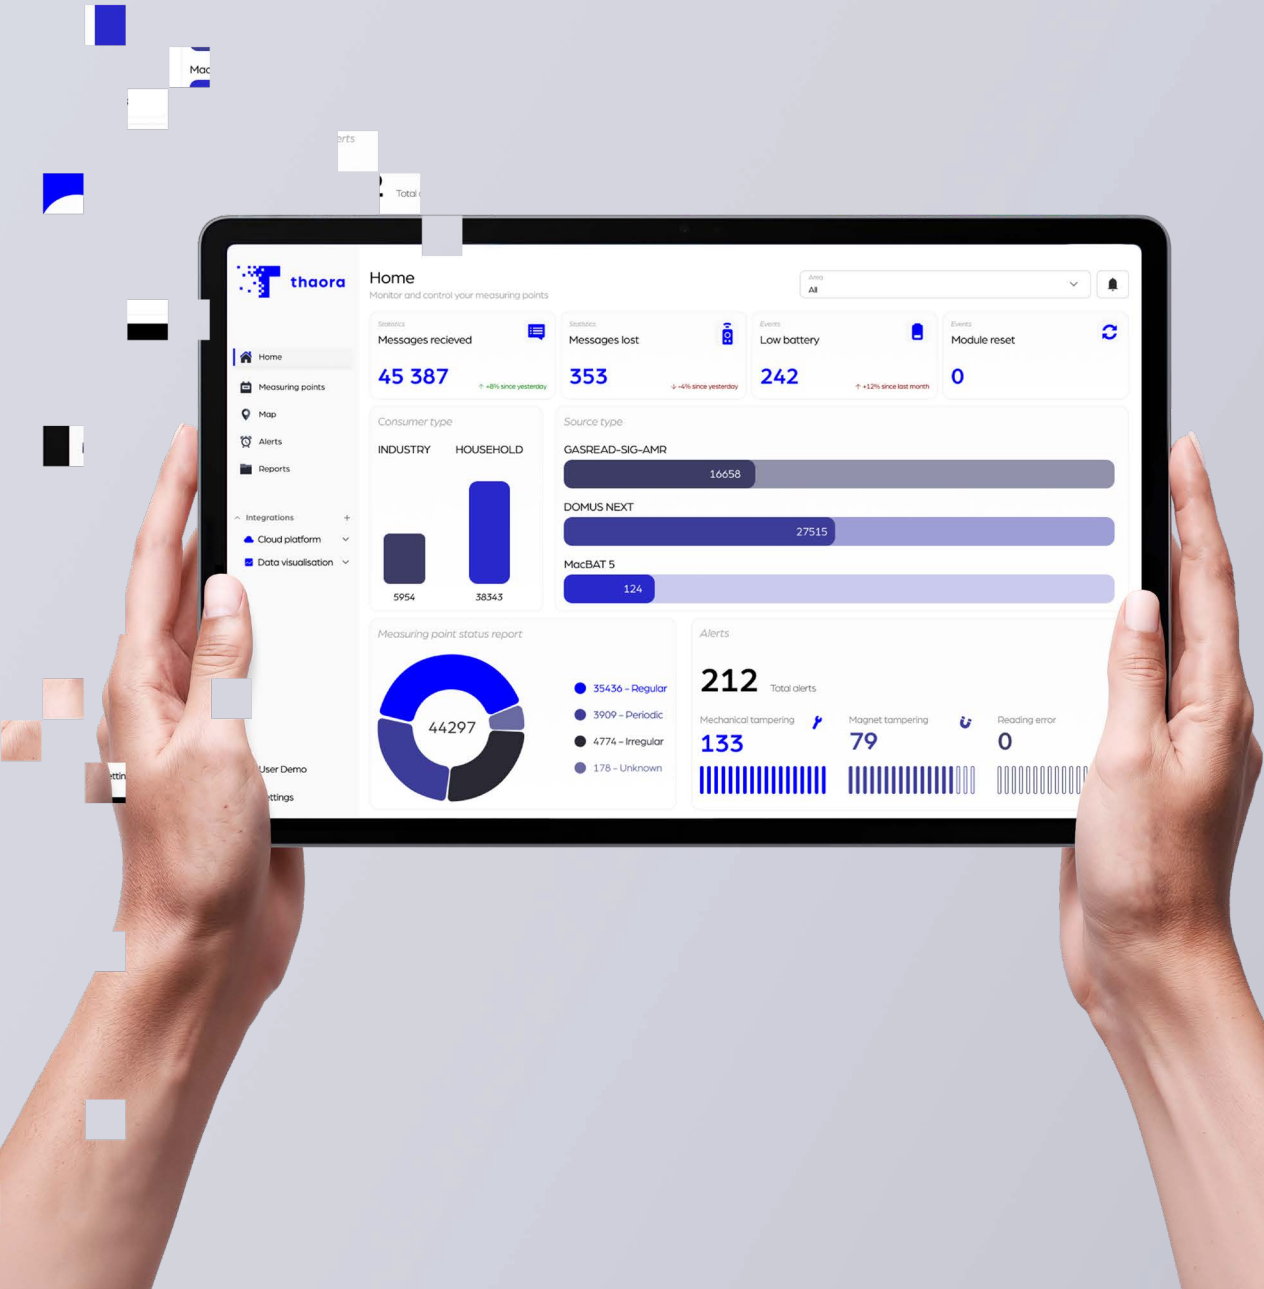 Mac
erts
Total
thaora
Home
Monitor and control your measuring points
Area
All
Home
Measuring points
Map
Alerts
Reports
Integrations
Cloud platform
Data visualisation
User Demo
ettings
ettin
Statistics
Messages recieved
45 387
↑ +8% since yesterday
Statistics
Messages lost
353
↓ -4% since yesterday
Events
Low battery
242
↑ +12% since last month
Events
Module reset
0
Consumer type
INDUSTRY HOUSEHOLD
5954 38343
Source type
GASREAD-SIG-AMR
16658
DOMUS NEXT
27515
MacBAT 5
124
Measuring point status report
44297
35436 – Regular
3909 – Periodic
4774 – Irregular
178 – Unknown
Alerts
212 Total alerts
Mechanical tampering
133
Magnet tampering
79
Reading error
0